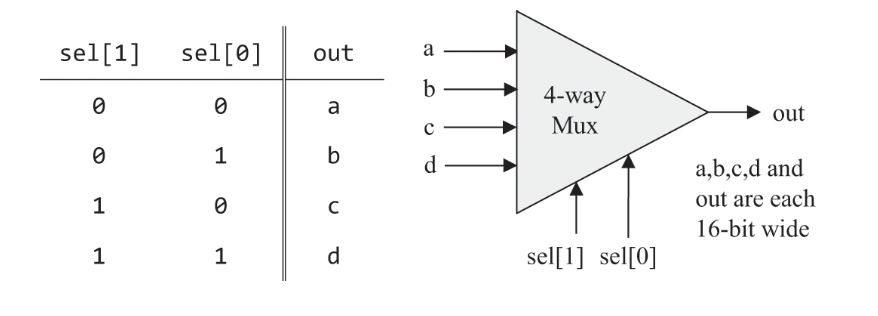 sel[1] sel[0] out
0 0 a
0 1 b
1 0 c
1 1 d
a
b
c
d
4-way
Mux
out
a,b,c,d and
out are each
16-bit wide
sel[1] sel[0]